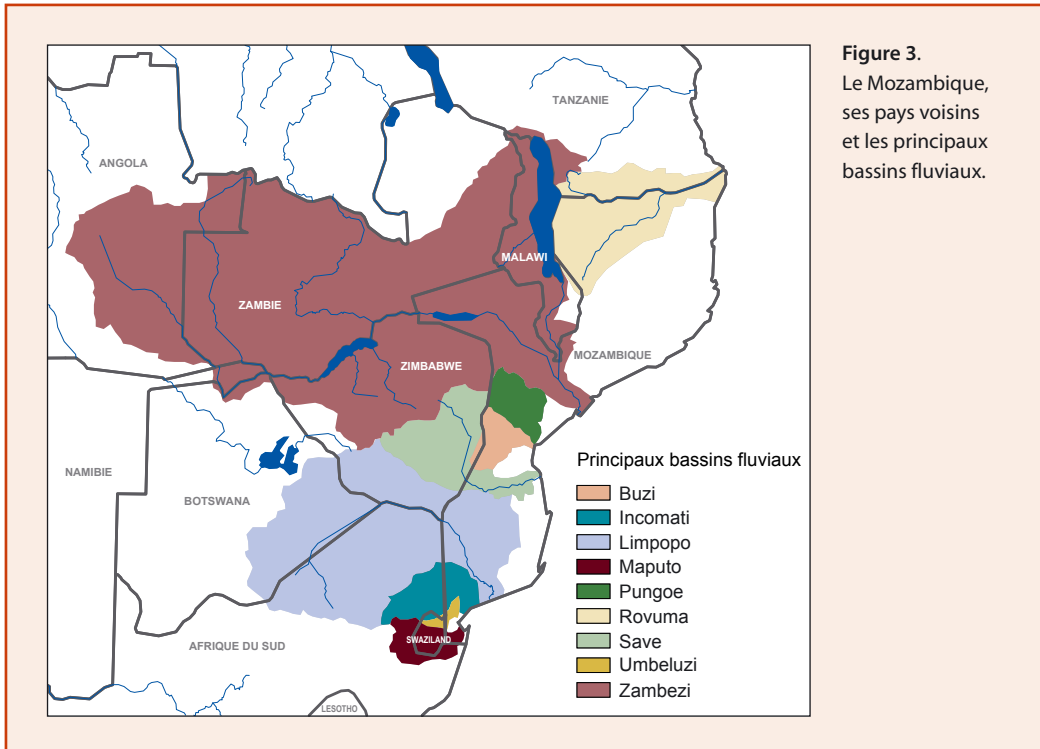 Figure 3.
Le Mozambique,
ses pays voisins
et les principaux
bassins fluviaux.
TANZANIE
ANGOLA
MALAWI
ZAMBIE
MOZAMBIQUE
ZIMBABWE
NAMIBIE
BOTSWANA
AFRIQUE DU SUD
SWAZILAND
LESOTHO
Principaux bassins fluviaux
Buzi
Incomati
Limpopo
Maputo
Pungoe
Rovuma
Save
Umbeluzi
Zambezi